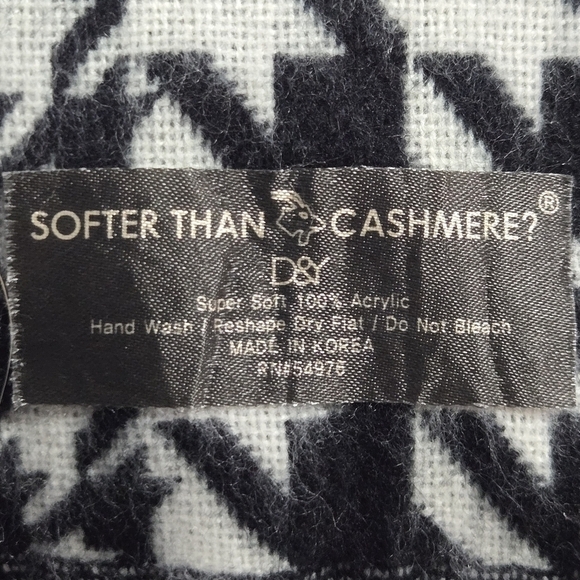 SOFTER THAN CASHMERE?®
D&Y
Super Soft 100% Acrylic
Hand Wash / Reshape Dry Flat / Do Not Bleach
MADE IN KOREA
RN#54976